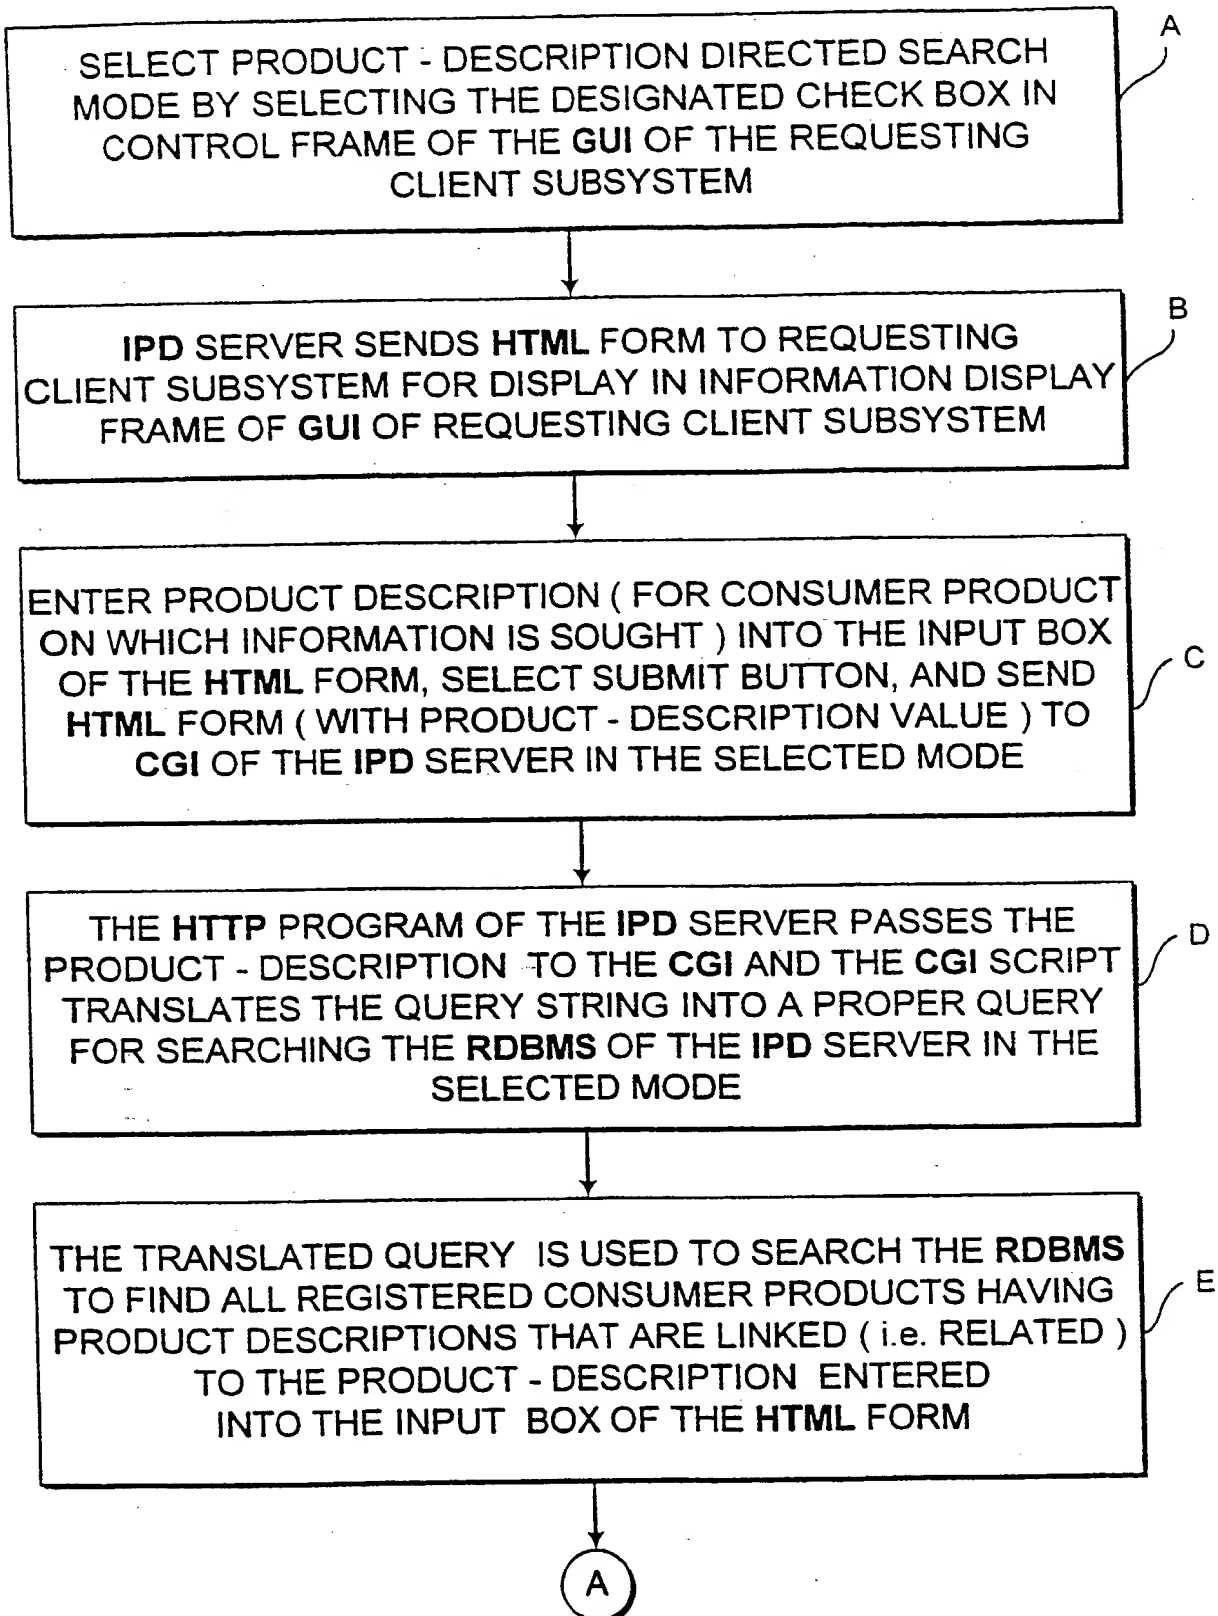 A
SELECT PRODUCT - DESCRIPTION DIRECTED SEARCH
MODE BY SELECTING THE DESIGNATED CHECK BOX IN
CONTROL FRAME OF THE GUI OF THE REQUESTING
CLIENT SUBSYSTEM
B
IPD SERVER SENDS HTML FORM TO REQUESTING
CLIENT SUBSYSTEM FOR DISPLAY IN INFORMATION DISPLAY
FRAME OF GUI OF REQUESTING CLIENT SUBSYSTEM
C
ENTER PRODUCT DESCRIPTION ( FOR CONSUMER PRODUCT
ON WHICH INFORMATION IS SOUGHT ) INTO THE INPUT BOX
OF THE HTML FORM, SELECT SUBMIT BUTTON, AND SEND
HTML FORM ( WITH PRODUCT - DESCRIPTION VALUE ) TO
CGI OF THE IPD SERVER IN THE SELECTED MODE
D
THE HTTP PROGRAM OF THE IPD SERVER PASSES THE
PRODUCT - DESCRIPTION TO THE CGI AND THE CGI SCRIPT
TRANSLATES THE QUERY STRING INTO A PROPER QUERY
FOR SEARCHING THE RDBMS OF THE IPD SERVER IN THE
SELECTED MODE
E
THE TRANSLATED QUERY IS USED TO SEARCH THE RDBMS
TO FIND ALL REGISTERED CONSUMER PRODUCTS HAVING
PRODUCT DESCRIPTIONS THAT ARE LINKED ( i.e. RELATED )
TO THE PRODUCT - DESCRIPTION ENTERED
INTO THE INPUT BOX OF THE HTML FORM
A